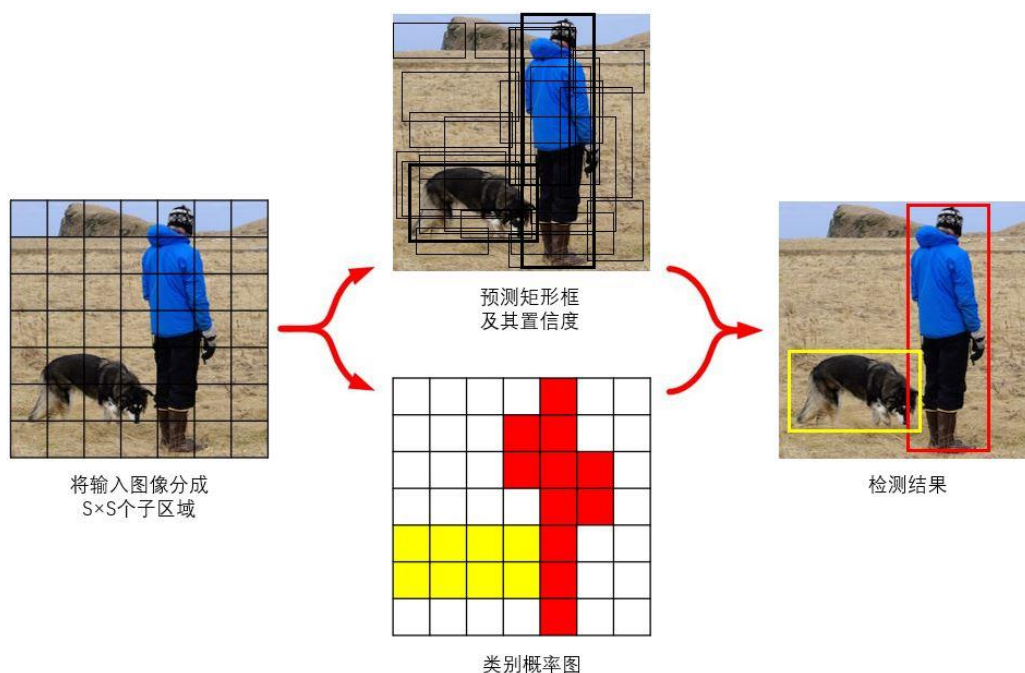 预测矩形框
及其置信度
将输入图像分成
S×S个子区域
检测结果
类别概率图